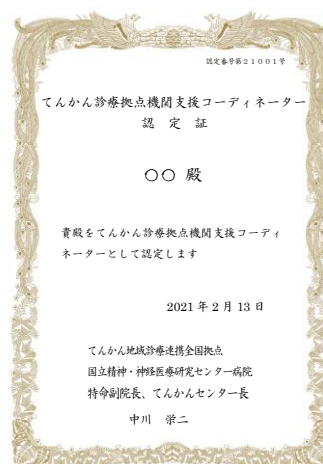 認定番号第21001号
てんかん診療拠点機関支援コーディネーター
認 定 証
○○ 殿
貴殿をてんかん診療拠点機関支援コーディ
ネーターとして認定します
2021年2月13日
てんかん地域診療連携全国拠点
国立精神・神経医療研究センター病院
特命副院長、てんかんセンター長
中川 栄二